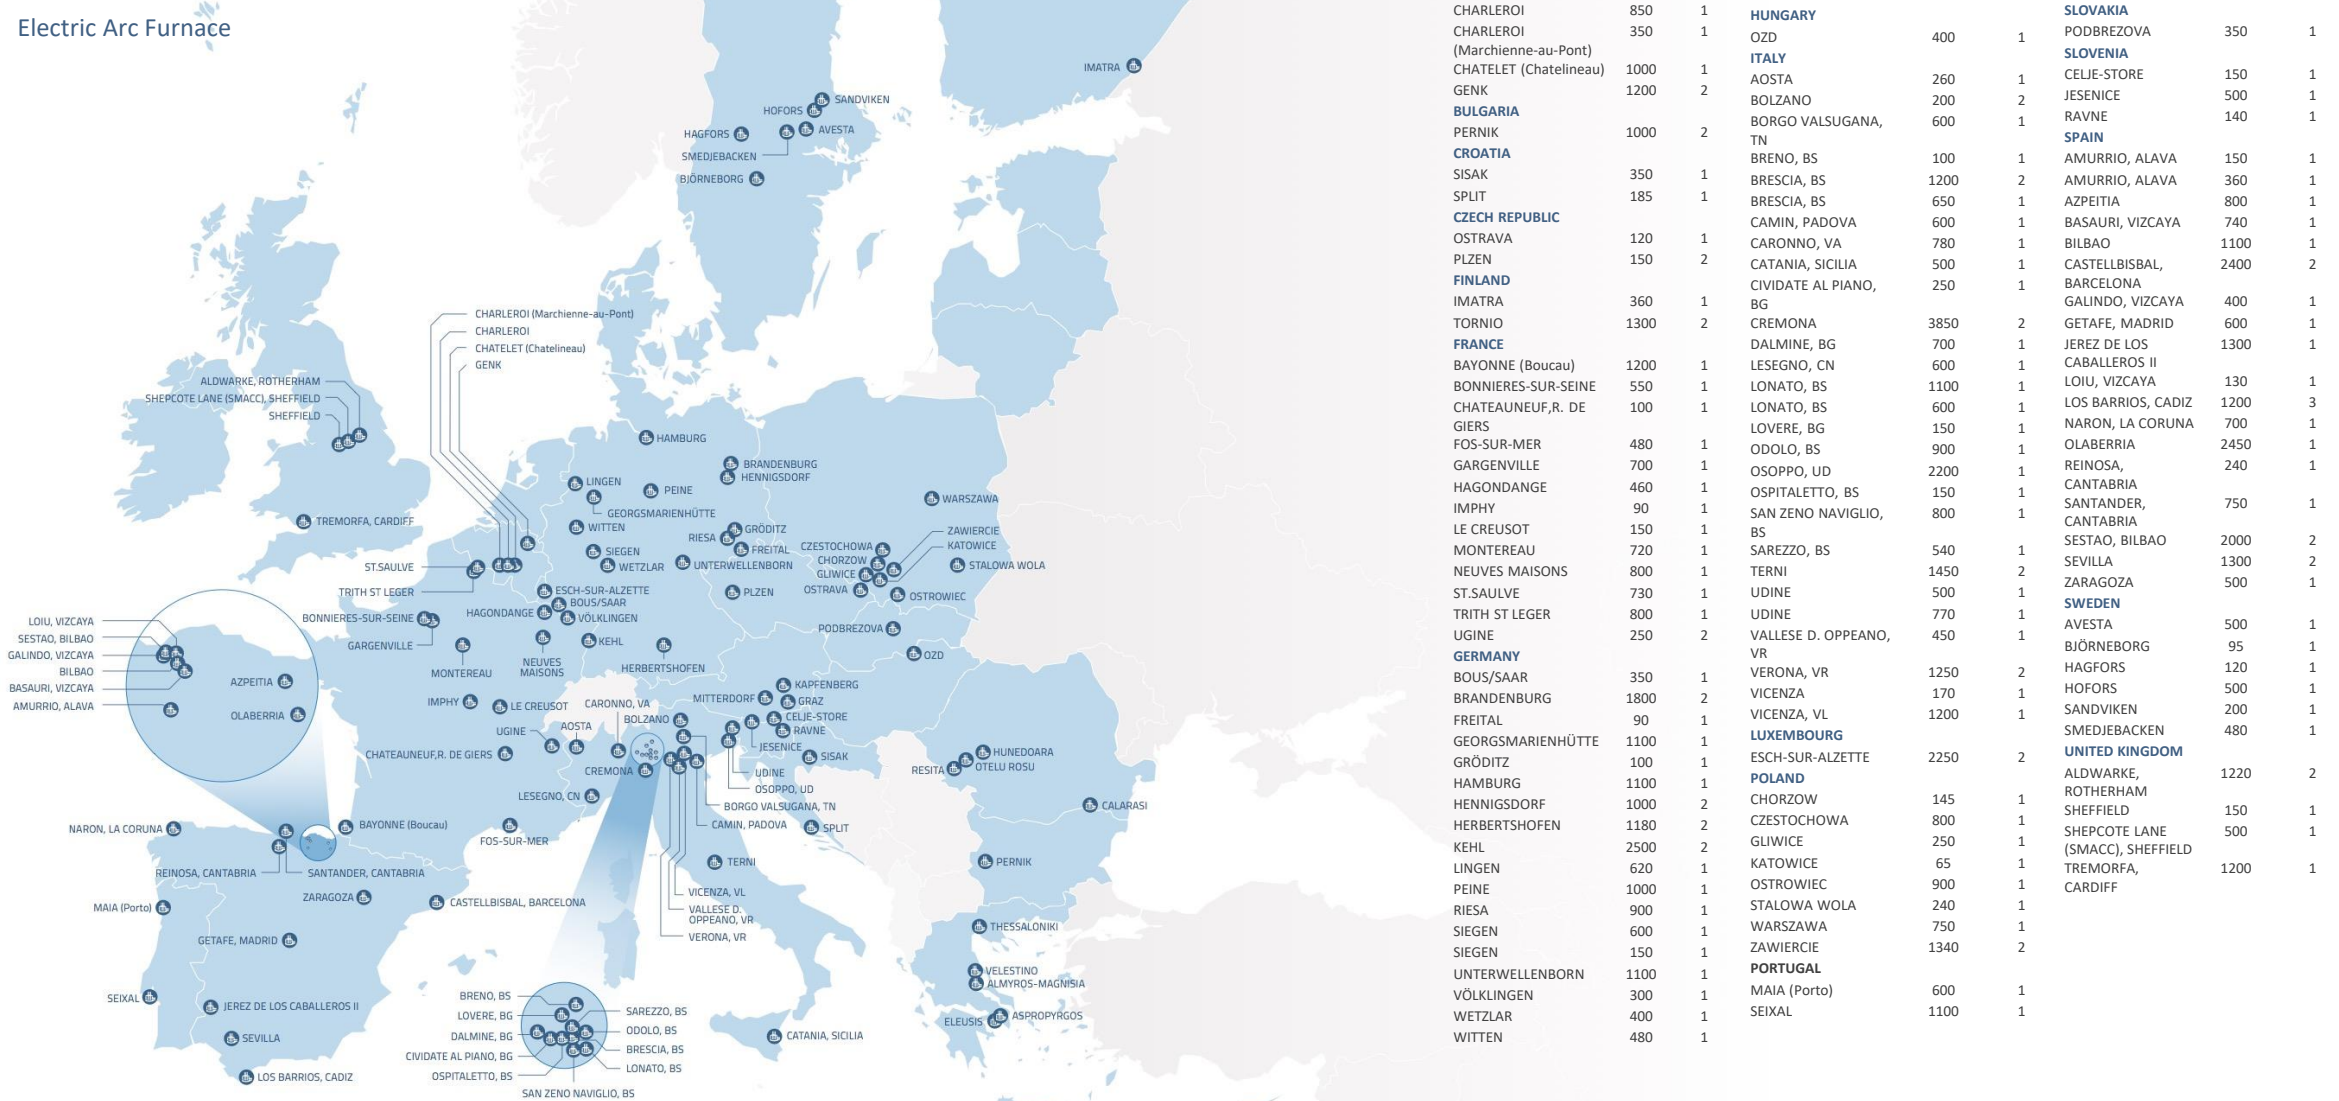 Electric Arc Furnace
IMATRA
SANDVIKEN
HOFORS
HAGFORS
AVESTA
SMEDJEBACKEN
BJÖRNEBORG
CHARLEROI (Marchienne-au-Pont)
CHARLEROI
CHATELET (Chatelineau)
GENK
ALDWARKE, ROTHERHAM
SHEPCOTE LANE (SMACC), SHEFFIELD
SHEFFIELD
HAMBURG
BRANDENBURG
HENNIGSDORF
LINGEN
PEINE
WARSZAWA
GEORGSMARIENHÜTTE
TREMORFA, CARDIFF
WITTEN
GRÖDITZ
ZAWIERCIE
RIESA
KATOWICE
CZESTOCHOWA
SIEGEN
FREITAL
CHORZOW
ST.SAULVE
WETZLAR
UNTERWELLENBORN
GLIWICE
STALOWA WOLA
TRITH ST LEGER
ESCH-SUR-ALZETTE
PLZEN
OSTRAVA
OSTROWIEC
BOUS/SAAR
HAGONDANGE
BONNIERES-SUR-SEINE
VÖLKLINGEN
LOIU, VIZCAYA
PODBREZOVA
SESTAO, BILBAO
GARGENVILLE
KEHL
GALINDO, VIZCAYA
OZD
BILBAO
MONTEREAU
NEUVES
MAISONS
HERBERTSHOFEN
BASAURI, VIZCAYA
AZPEITIA
KAPFENBERG
AMURRIO, ALAVA
IMPHY
LE CREUSOT
CARONNO, VA
MITTERDORF
GRAZ
OLABERRIA
BOLZANO
CELJE-STORE
UGINE
AOSTA
RAVNE
JESENICE
CHATEAUNEUF,R. DE GIERS
SISAK
HUNEDOARA
CREMONA
UDINE
RESITA
OTELU ROSU
OSOPPO, UD
LESEGNO, CN
BORGO VALSUGANA, TN
CALARASI
NARON, LA CORUNA
BAYONNE (Boucau)
FOS-SUR-MER
CAMIN, PADOVA
SPLIT
TERNI
PERNIK
REINOSA, CANTABRIA
SANTANDER, CANTABRIA
VICENZA, VL
ZARAGOZA
CASTELLBISBAL, BARCELONA
MAIA (Porto)
VALLESE D.
OPPEANO, VR
THESSALONIKI
VERONA, VR
GETAFE, MADRID
VELESTINO
ALMYROS-MAGNISIA
SEIXAL
JEREZ DE LOS CABALLEROS II
BRENO, BS
LOVERE, BG
SAREZZO, BS
ELEUSIS
ASPROPYRGOS
DALMINE, BG
ODOLO, BS
CATANIA, SICILIA
SEVILLA
CIVIDATE AL PIANO, BG
BRESCIA, BS
OSPITALETTO, BS
LONATO, BS
LOS BARRIOS, CADIZ
SAN ZENO NAVIGLIO, BS
CHARLEROI 850 1
CHARLEROI 350 1
(Marchienne-au-Pont)
CHATELET (Chatelineau) 1000 1
GENK 1200 2
BULGARIA
PERNIK 1000 2
CROATIA
SISAK 350 1
SPLIT 185 1
CZECH REPUBLIC
OSTRAVA 120 1
PLZEN 150 2
FINLAND
IMATRA 360 1
TORNIO 1300 2
FRANCE
BAYONNE (Boucau) 1200 1
BONNIERES-SUR-SEINE 550 1
CHATEAUNEUF,R. DE 100 1
GIERS
FOS-SUR-MER 480 1
GARGENVILLE 700 1
HAGONDANGE 460 1
IMPHY 90 1
LE CREUSOT 150 1
MONTEREAU 720 1
NEUVES MAISONS 800 1
ST.SAULVE 730 1
TRITH ST LEGER 800 1
UGINE 250 2
GERMANY
BOUS/SAAR 350 1
BRANDENBURG 1800 2
FREITAL 90 1
GEORGSMARIENHÜTTE 1100 1
GRÖDITZ 100 1
HAMBURG 1100 1
HENNIGSDORF 1000 2
HERBERTSHOFEN 1180 2
KEHL 2500 2
LINGEN 620 1
PEINE 1000 1
RIESA 900 1
SIEGEN 600 1
SIEGEN 150 1
UNTERWELLENBORN 1100 1
VÖLKLINGEN 300 1
WETZLAR 400 1
WITTEN 480 1
HUNGARY
OZD 400 1
ITALY
AOSTA 260 1
BOLZANO 200 2
BORGO VALSUGANA, 600 1
TN
BRENO, BS 100 1
BRESCIA, BS 1200 2
BRESCIA, BS 650 1
CAMIN, PADOVA 600 1
CARONNO, VA 780 1
CATANIA, SICILIA 500 1
CIVIDATE AL PIANO, 250 1
BG
CREMONA 3850 2
DALMINE, BG 700 1
LESEGNO, CN 600 1
LONATO, BS 1100 1
LONATO, BS 600 1
LOVERE, BG 150 1
ODOLO, BS 900 1
OSOPPO, UD 2200 1
OSPITALETTO, BS 150 1
SAN ZENO NAVIGLIO, 800 1
BS
SAREZZO, BS 540 1
TERNI 1450 2
UDINE 500 1
UDINE 770 1
VALLESE D. OPPEANO, 450 1
VR
VERONA, VR 1250 2
VICENZA 170 1
VICENZA, VL 1200 1
LUXEMBOURG
ESCH-SUR-ALZETTE 2250 2
POLAND
CHORZOW 145 1
CZESTOCHOWA 800 1
GLIWICE 250 1
KATOWICE 65 1
OSTROWIEC 900 1
STALOWA WOLA 240 1
WARSZAWA 750 1
ZAWIERCIE 1340 2
PORTUGAL
MAIA (Porto) 600 1
SEIXAL 1100 1
SLOVAKIA
PODBREZOVA 350 1
SLOVENIA
CELJE-STORE 150 1
JESENICE 500 1
RAVNE 140 1
SPAIN
AMURRIO, ALAVA 150 1
AMURRIO, ALAVA 360 1
AZPEITIA 800 1
BASAURI, VIZCAYA 740 1
BILBAO 1100 1
CASTELLBISBAL, 2400 2
BARCELONA
GALINDO, VIZCAYA 400 1
GETAFE, MADRID 600 1
JEREZ DE LOS 1300 1
CABALLEROS II
LOIU, VIZCAYA 130 1
LOS BARRIOS, CADIZ 1200 3
NARON, LA CORUNA 700 1
OLABERRIA 2450 1
REINOSA, 240 1
CANTABRIA
SANTANDER, 750 1
CANTABRIA
SESTAO, BILBAO 2000 2
SEVILLA 1300 2
ZARAGOZA 500 1
SWEDEN
AVESTA 500 1
BJÖRNEBORG 95 1
HAGFORS 120 1
HOFORS 500 1
SANDVIKEN 200 1
SMEDJEBACKEN 480 1
UNITED KINGDOM
ALDWARKE, 1220 2
ROTHERHAM
SHEFFIELD 150 1
SHEPCOTE LANE 500 1
(SMACC), SHEFFIELD
TREMORFA, 1200 1
CARDIFF